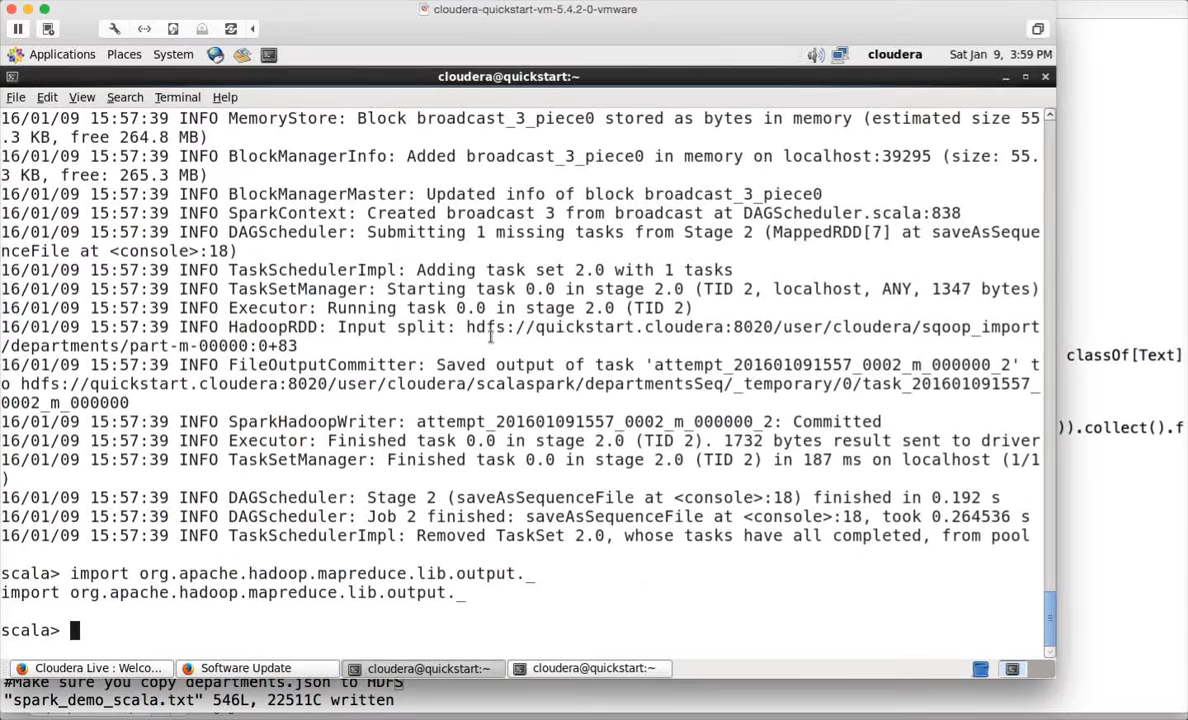 cloudera-quickstart-vm-5.4.2-0-vmware
Applications Places System cloudera Sat Jan 9, 3:59 PM
cloudera@quickstart:~
File Edit View Search Terminal Help
16/01/09 15:57:39 INFO MemoryStore: Block broadcast_3_piece0 stored as bytes in memory (estimated size 55
.3 KB, free 264.8 MB)
16/01/09 15:57:39 INFO BlockManagerInfo: Added broadcast_3_piece0 in memory on localhost:39295 (size: 55.
3 KB, free: 265.3 MB)
16/01/09 15:57:39 INFO BlockManagerMaster: Updated info of block broadcast_3_piece0
16/01/09 15:57:39 INFO SparkContext: Created broadcast 3 from broadcast at DAGScheduler.scala:838
16/01/09 15:57:39 INFO DAGScheduler: Submitting 1 missing tasks from Stage 2 (MappedRDD[7] at saveAsSeque
nceFile at <console>:18)
16/01/09 15:57:39 INFO TaskSchedulerImpl: Adding task set 2.0 with 1 tasks
16/01/09 15:57:39 INFO TaskSetManager: Starting task 0.0 in stage 2.0 (TID 2, localhost, ANY, 1347 bytes)
16/01/09 15:57:39 INFO Executor: Running task 0.0 in stage 2.0 (TID 2)
16/01/09 15:57:39 INFO HadoopRDD: Input split: hdfs://quickstart.cloudera:8020/user/cloudera/sqoop_import
/departments/part-m-00000:0+83
classOf[Text]
16/01/09 15:57:39 INFO FileOutputCommitter: Saved output of task 'attempt_201601091557_0002_m_000000_2' t
o hdfs://quickstart.cloudera:8020/user/cloudera/scalaspark/departmentsSeq/_temporary/0/task_201601091557_
0002_m_000000
16/01/09 15:57:39 INFO SparkHadoopWriter: attempt_201601091557_0002_m_000000_2: Committed
)).collect().f
16/01/09 15:57:39 INFO Executor: Finished task 0.0 in stage 2.0 (TID 2). 1732 bytes result sent to driver
16/01/09 15:57:39 INFO TaskSetManager: Finished task 0.0 in stage 2.0 (TID 2) in 187 ms on localhost (1/1
)
16/01/09 15:57:39 INFO DAGScheduler: Stage 2 (saveAsSequenceFile at <console>:18) finished in 0.192 s
16/01/09 15:57:39 INFO DAGScheduler: Job 2 finished: saveAsSequenceFile at <console>:18, took 0.264536 s
16/01/09 15:57:39 INFO TaskSchedulerImpl: Removed TaskSet 2.0, whose tasks have all completed, from pool
scala> import org.apache.hadoop.mapreduce.lib.output._
import org.apache.hadoop.mapreduce.lib.output._
scala>
Cloudera Live : Welco... Software Update cloudera@quickstart:~ cloudera@quickstart:~
#Make sure you copy departments.json to HDFS
"spark_demo_scala.txt" 546L, 22511C written